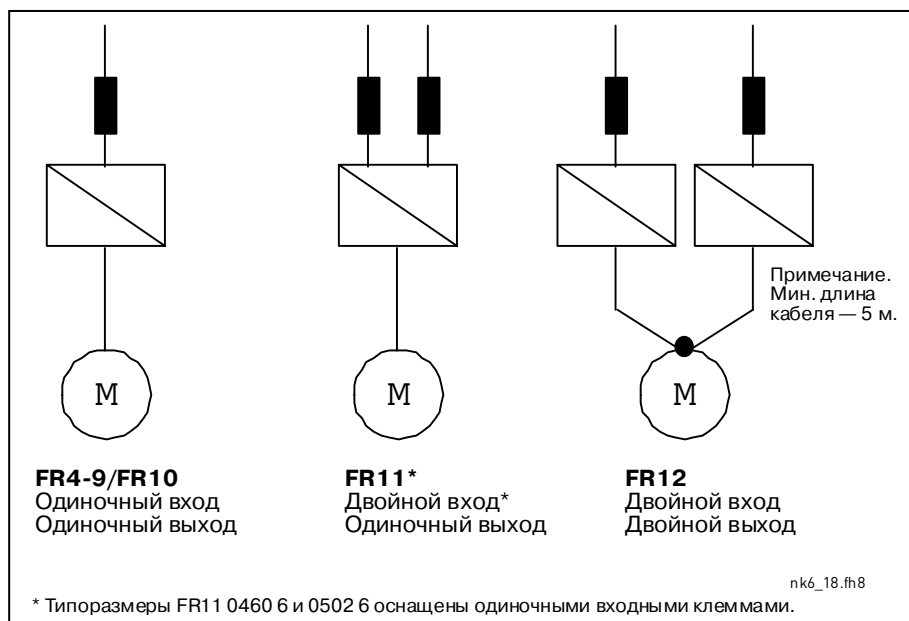 Примечание.
Мин. длина
кабеля — 5 м.
M
M
M
FR4-9/FR10
Одиночный вход
Одиночный выход
FR11*
Двойной вход*
Одиночный выход
FR12
Двойной вход
Двойной выход
nk6_18.fh8
* Типоразмеры FR11 0460 6 и 0502 6 оснащены одиночными входными клеммами.